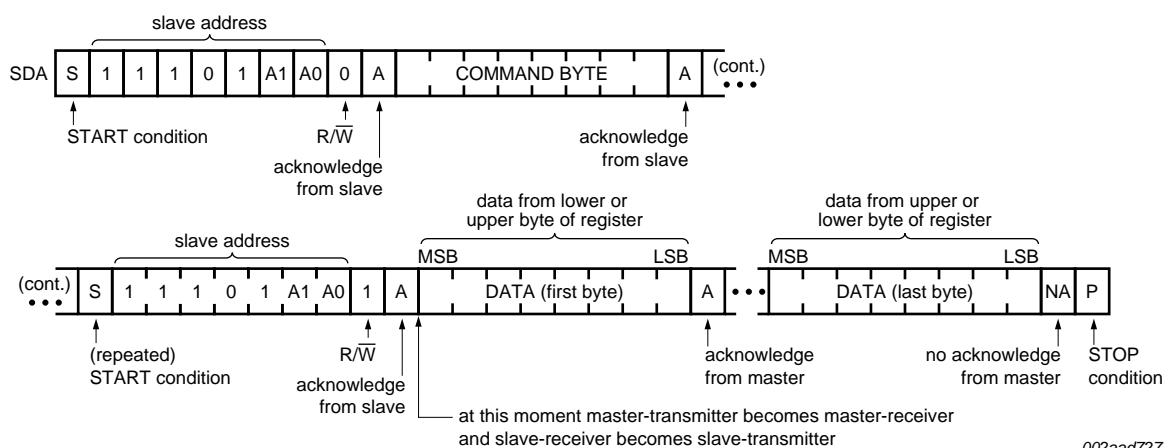 slave address
SDA S 1 1 1 0 1 A1 A0 0 A COMMAND BYTE A (cont.)
START condition R/W
acknowledge from slave
acknowledge from slave
data from lower or upper byte of register
data from upper or lower byte of register
slave address
MSB LSB MSB LSB
(cont.) S 1 1 1 0 1 A1 A0 1 A DATA (first byte) A DATA (last byte) NA P
(repeated) START condition
R/W
acknowledge from slave
acknowledge from master
no acknowledge from master
STOP condition
at this moment master-transmitter becomes master-receiver
and slave-receiver becomes slave-transmitter
002aad727